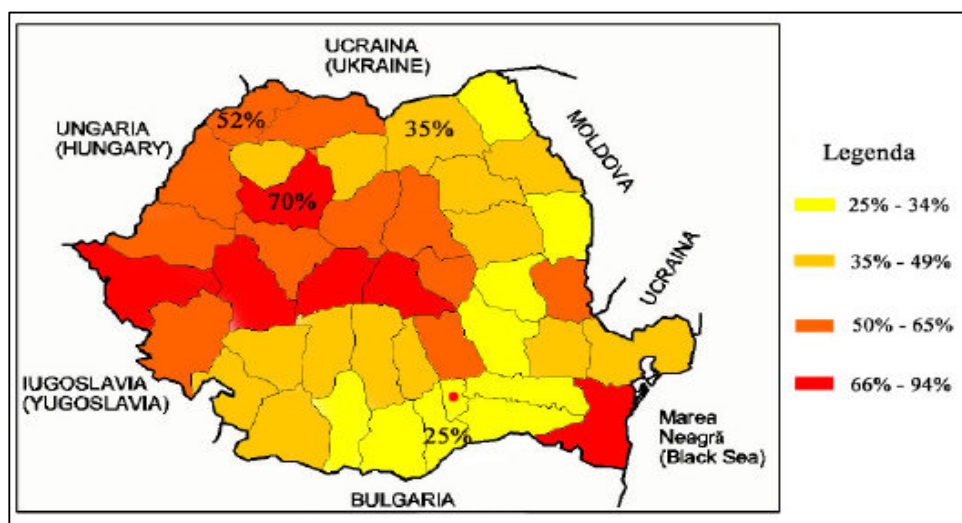 UCRAINA
(UKRAINE)
52%
35%
UNGARIA
(HUNGARY)
MOLDOVA
Legenda
70%
25% - 34%
UCRAINA
35% - 49%
50% - 65%
IUGOSLAVIA
(YUGOSLAVIA)
66% - 94%
25%
Marea
Neagră
(Black Sea)
BULGARIA